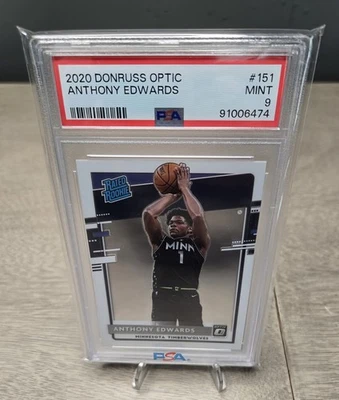 2020 DONRUSS OPTIC #151
ANTHONY EDWARDS MINT
9
PSA 91006474
RATED
ROOKIE
MINN
1
ANTHONY EDWARDS
MINNESOTA TIMBERWOLVES
PSA